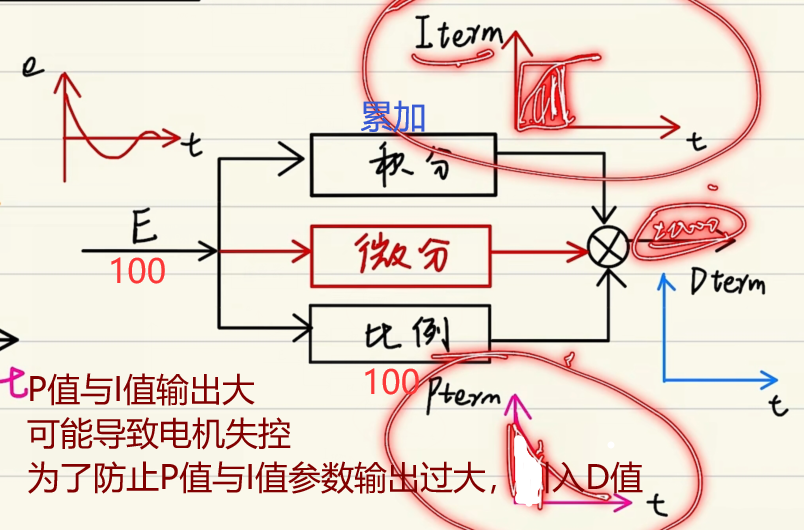 Iterm
e
t
累加
t
积分
E
微分
100
Dterm
比例
t
100
Pterm
P值与I值输出大
可能导致电机失控
t
为了防止P值与I值参数输出过大，
入D值
t